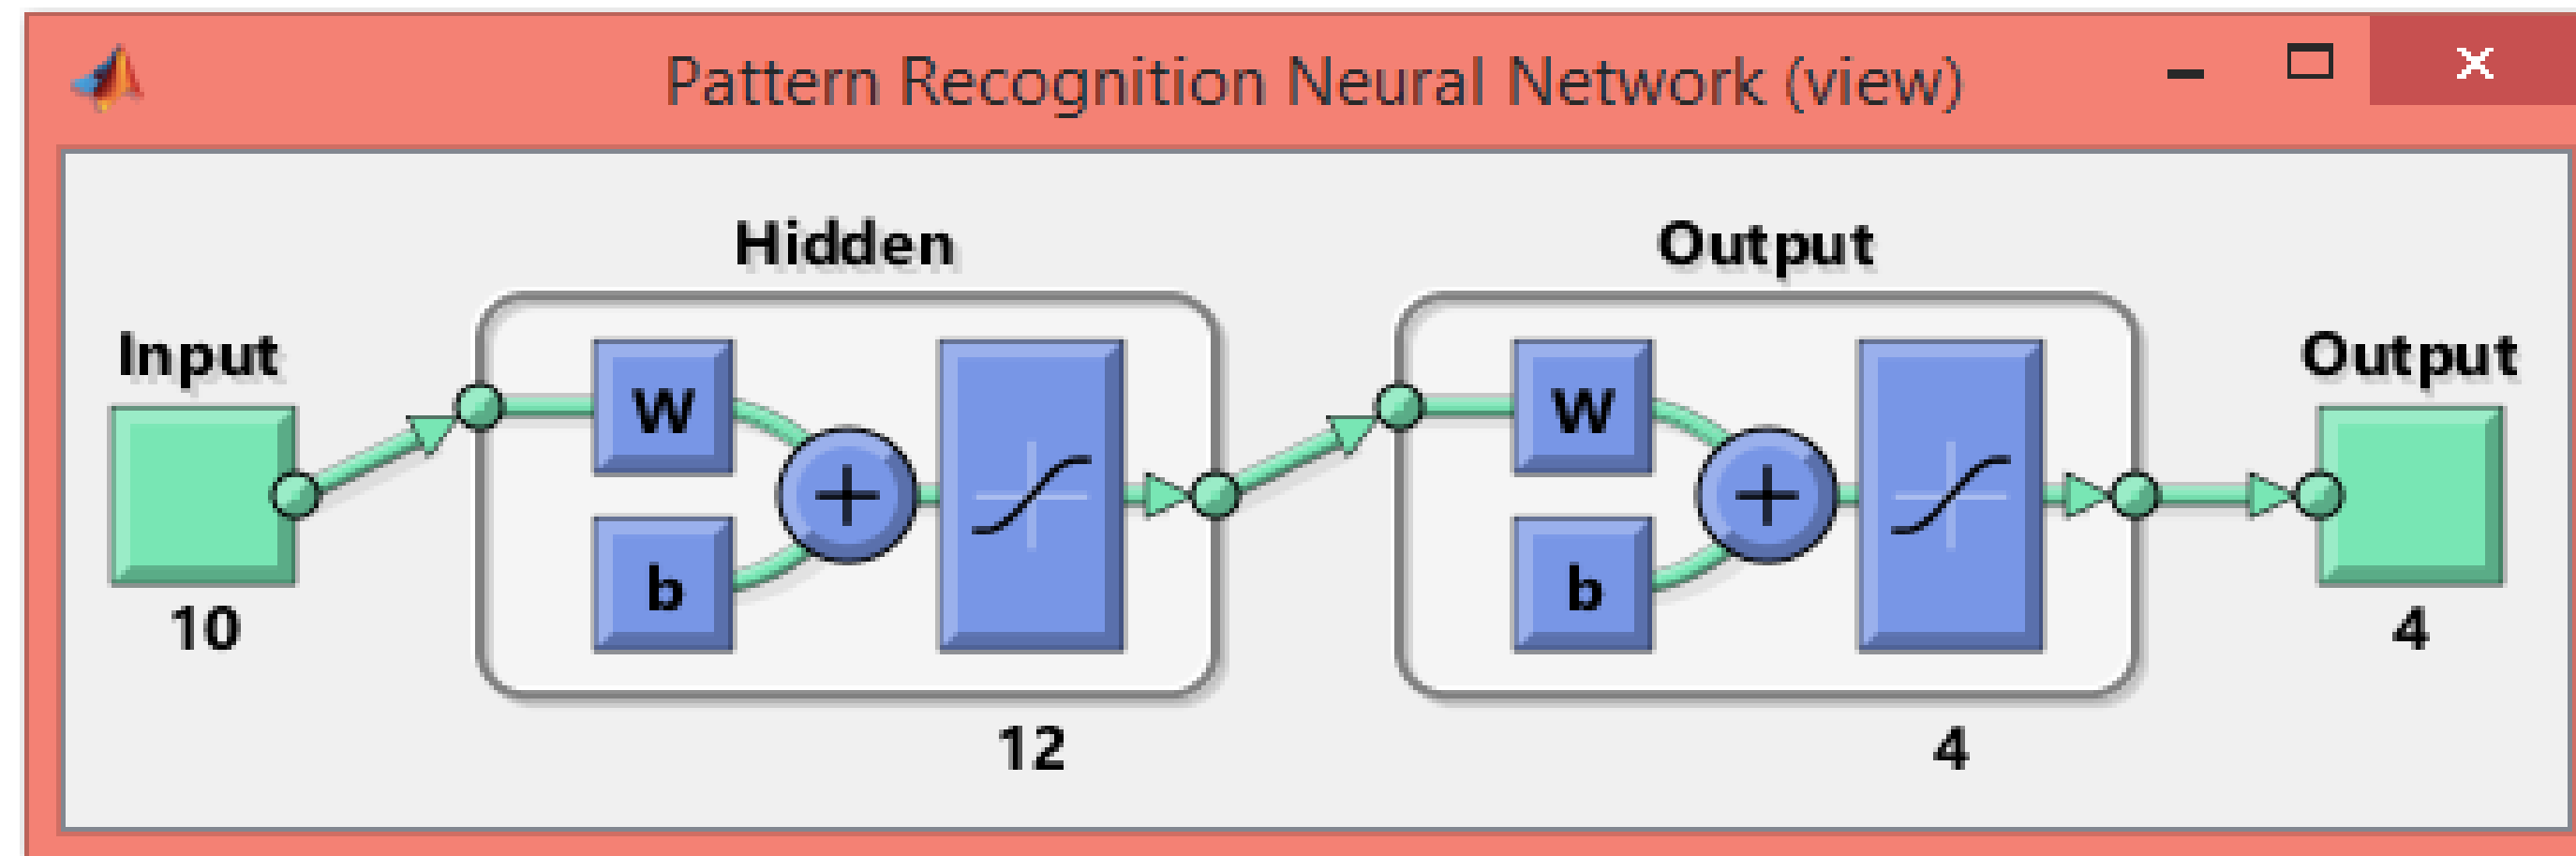 Pattern Recognition Neural Network (view)
Hidden
Output
Input
Output
W
W
+
+
b
b
10
4
12
4